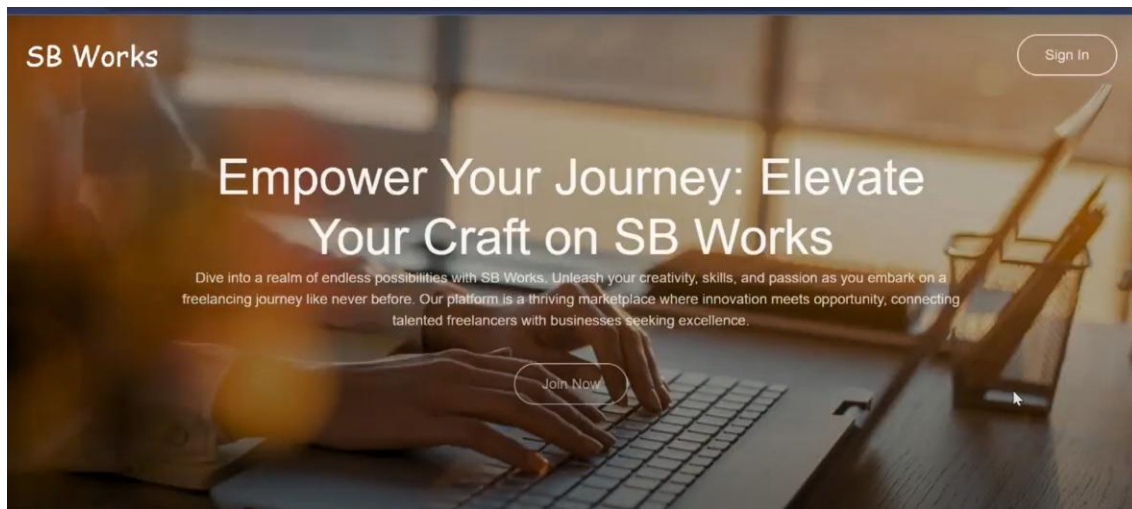 SB Works
Sign In
Empower Your Journey: Elevate
Your Craft on SB Works
Dive into a realm of endless possibilities with SB Works. Unleash your creativity, skills, and passion as you embark on a
freelancing journey like never before. Our platform is a thriving marketplace where innovation meets opportunity, connecting
talented freelancers with businesses seeking excellence.
Join Now